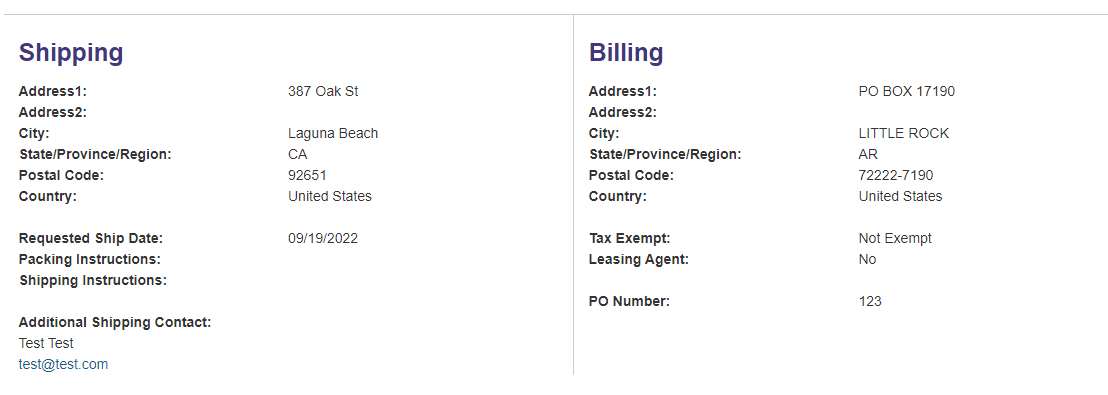 Shipping
Address1: 387 Oak St
Address2:
City: Laguna Beach
State/Province/Region: CA
Postal Code: 92651
Country: United States
Requested Ship Date: 09/19/2022
Packing Instructions:
Shipping Instructions:
Additional Shipping Contact:
Test Test
test@test.com
Billing
Address1: PO BOX 17190
Address2:
City: LITTLE ROCK
State/Province/Region: AR
Postal Code: 72222-7190
Country: United States
Tax Exempt: Not Exempt
Leasing Agent: No
PO Number: 123